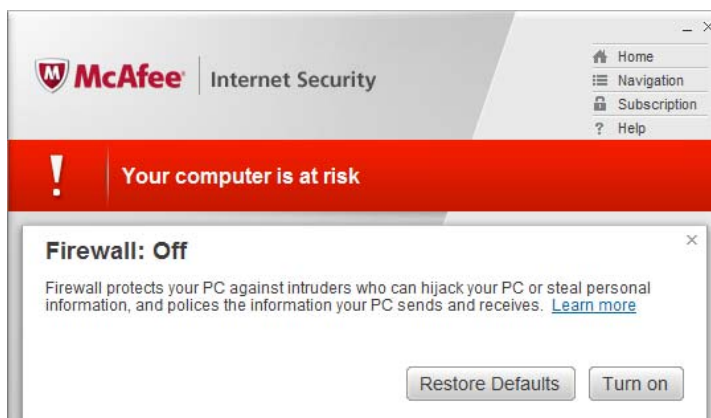 McAfee Internet Security
Home
Navigation
Subscription
? Help
! Your computer is at risk
Firewall: Off
Firewall protects your PC against intruders who can hijack your PC or steal personal
information, and polices the information your PC sends and receives. Learn more
Restore Defaults Turn on